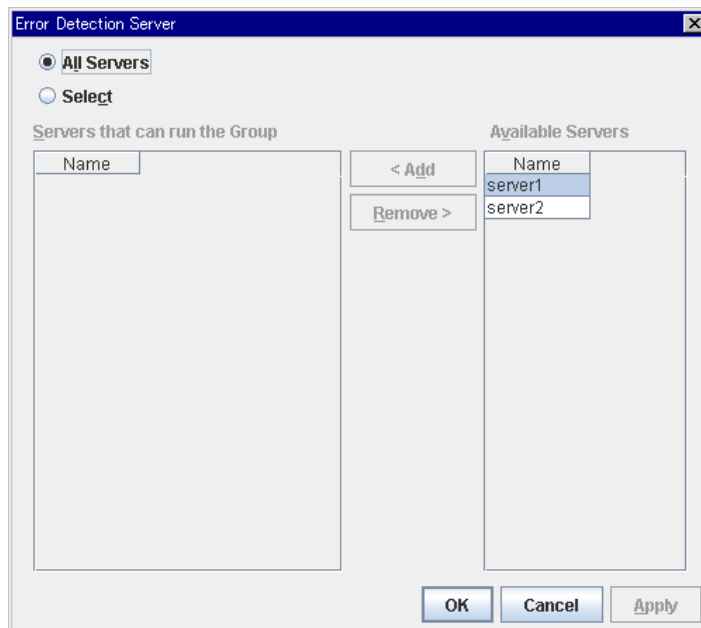 Error Detection Server
All Servers
Select
Servers that can run the Group
Available Servers
Name
< Add
Name
server1
Remove >
server2
OK
Cancel
Apply